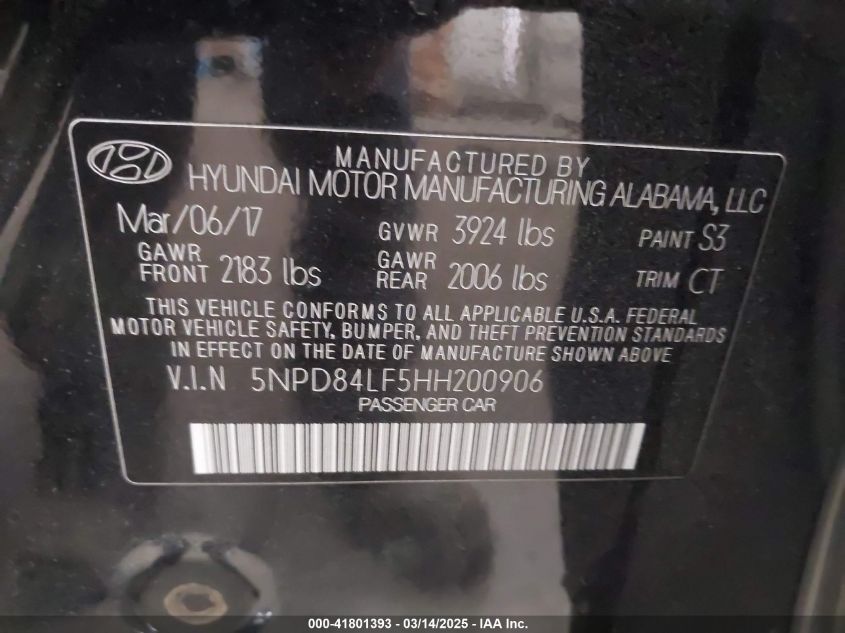 MANUFACTURED BY
HYUNDAI MOTOR MANUFACTURING ALABAMA, LLC
Mar/06/17 GVWR 3924 lbs PAINT S3
GAWR FRONT 2183 lbs GAWR REAR 2006 lbs TRIM CT
THIS VEHICLE CONFORMS TO ALL APPLICABLE U.S.A. FEDERAL
MOTOR VEHICLE SAFETY, BUMPER, AND THEFT PREVENTION STANDARDS
IN EFFECT ON THE DATE OF MANUFACTURE SHOWN ABOVE
V.I.N 5NPD84LF5HH200906
PASSENGER CAR
000-41801393 - 03/14/2025 - IAA Inc.